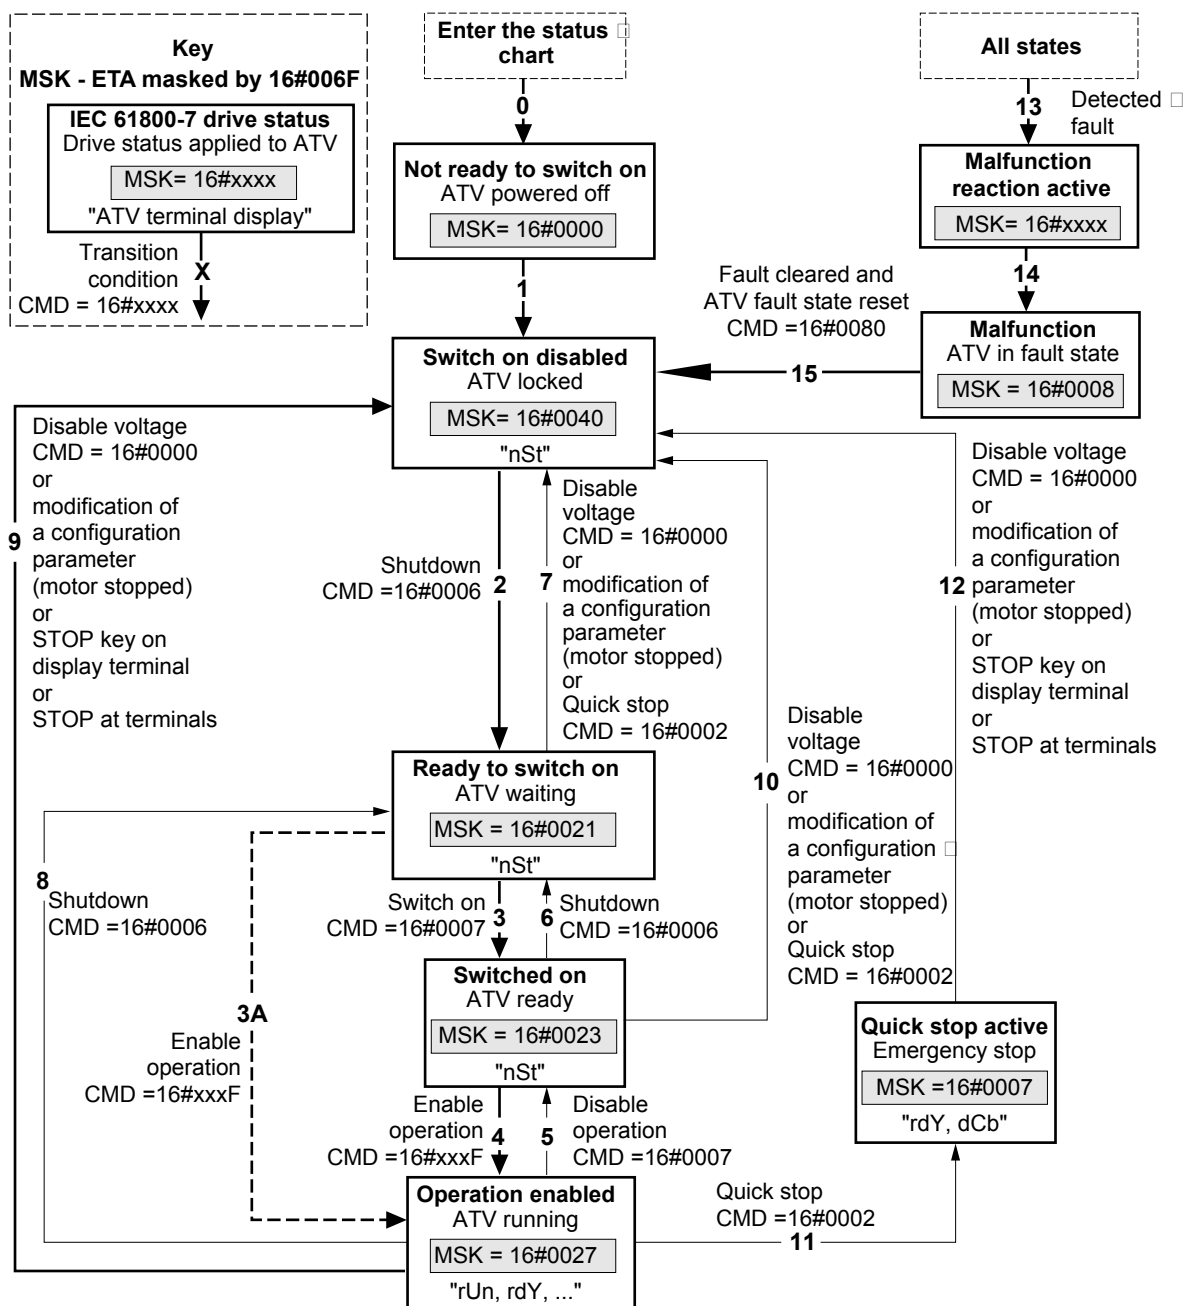 Key
MSK - ETA masked by 16#006F
IEC 61800-7 drive status
Drive status applied to ATV
MSK= 16#xxxx
"ATV terminal display"
Transition
condition
X
CMD = 16#xxxx
Enter the status
chart
0
Not ready to switch on
ATV powered off
MSK= 16#0000
1
All states
13
Detected
fault
Malfunction
reaction active
MSK= 16#xxxx
14
Fault cleared and
ATV fault state reset
CMD =16#0080
15
Malfunction
ATV in fault state
MSK = 16#0008
Switch on disabled
ATV locked
MSK= 16#0040
"nSt"
9
Disable voltage
CMD = 16#0000
or
modification of
a configuration
parameter
(motor stopped)
or
STOP key on
display terminal
or
STOP at terminals
Shutdown
CMD =16#0006
2
7
Disable
voltage
CMD = 16#0000
or
modification of
a configuration
parameter
(motor stopped)
or
Quick stop
CMD = 16#0002
12
Disable voltage
CMD = 16#0000
or
modification of
a configuration
parameter
(motor stopped)
or
STOP key on
display terminal
or
STOP at terminals
10
Disable
voltage
CMD = 16#0000
or
modification of
a configuration
parameter
(motor stopped)
or
Quick stop
CMD = 16#0002
Ready to switch on
ATV waiting
MSK = 16#0021
"nSt"
8
Shutdown
CMD =16#0006
Switch on
CMD =16#0007
3
6
Shutdown
CMD =16#0006
Switched on
ATV ready
MSK = 16#0023
"nSt"
3A
Enable
operation
CMD =16#xxxF
Enable
operation
CMD =16#xxxF
4
5
Disable
operation
CMD =16#0007
Quick stop active
Emergency stop
MSK =16#0007
"rdY, dCb"
Operation enabled
ATV running
MSK = 16#0027
"rUn, rdY, ..."
Quick stop
CMD =16#0002
11